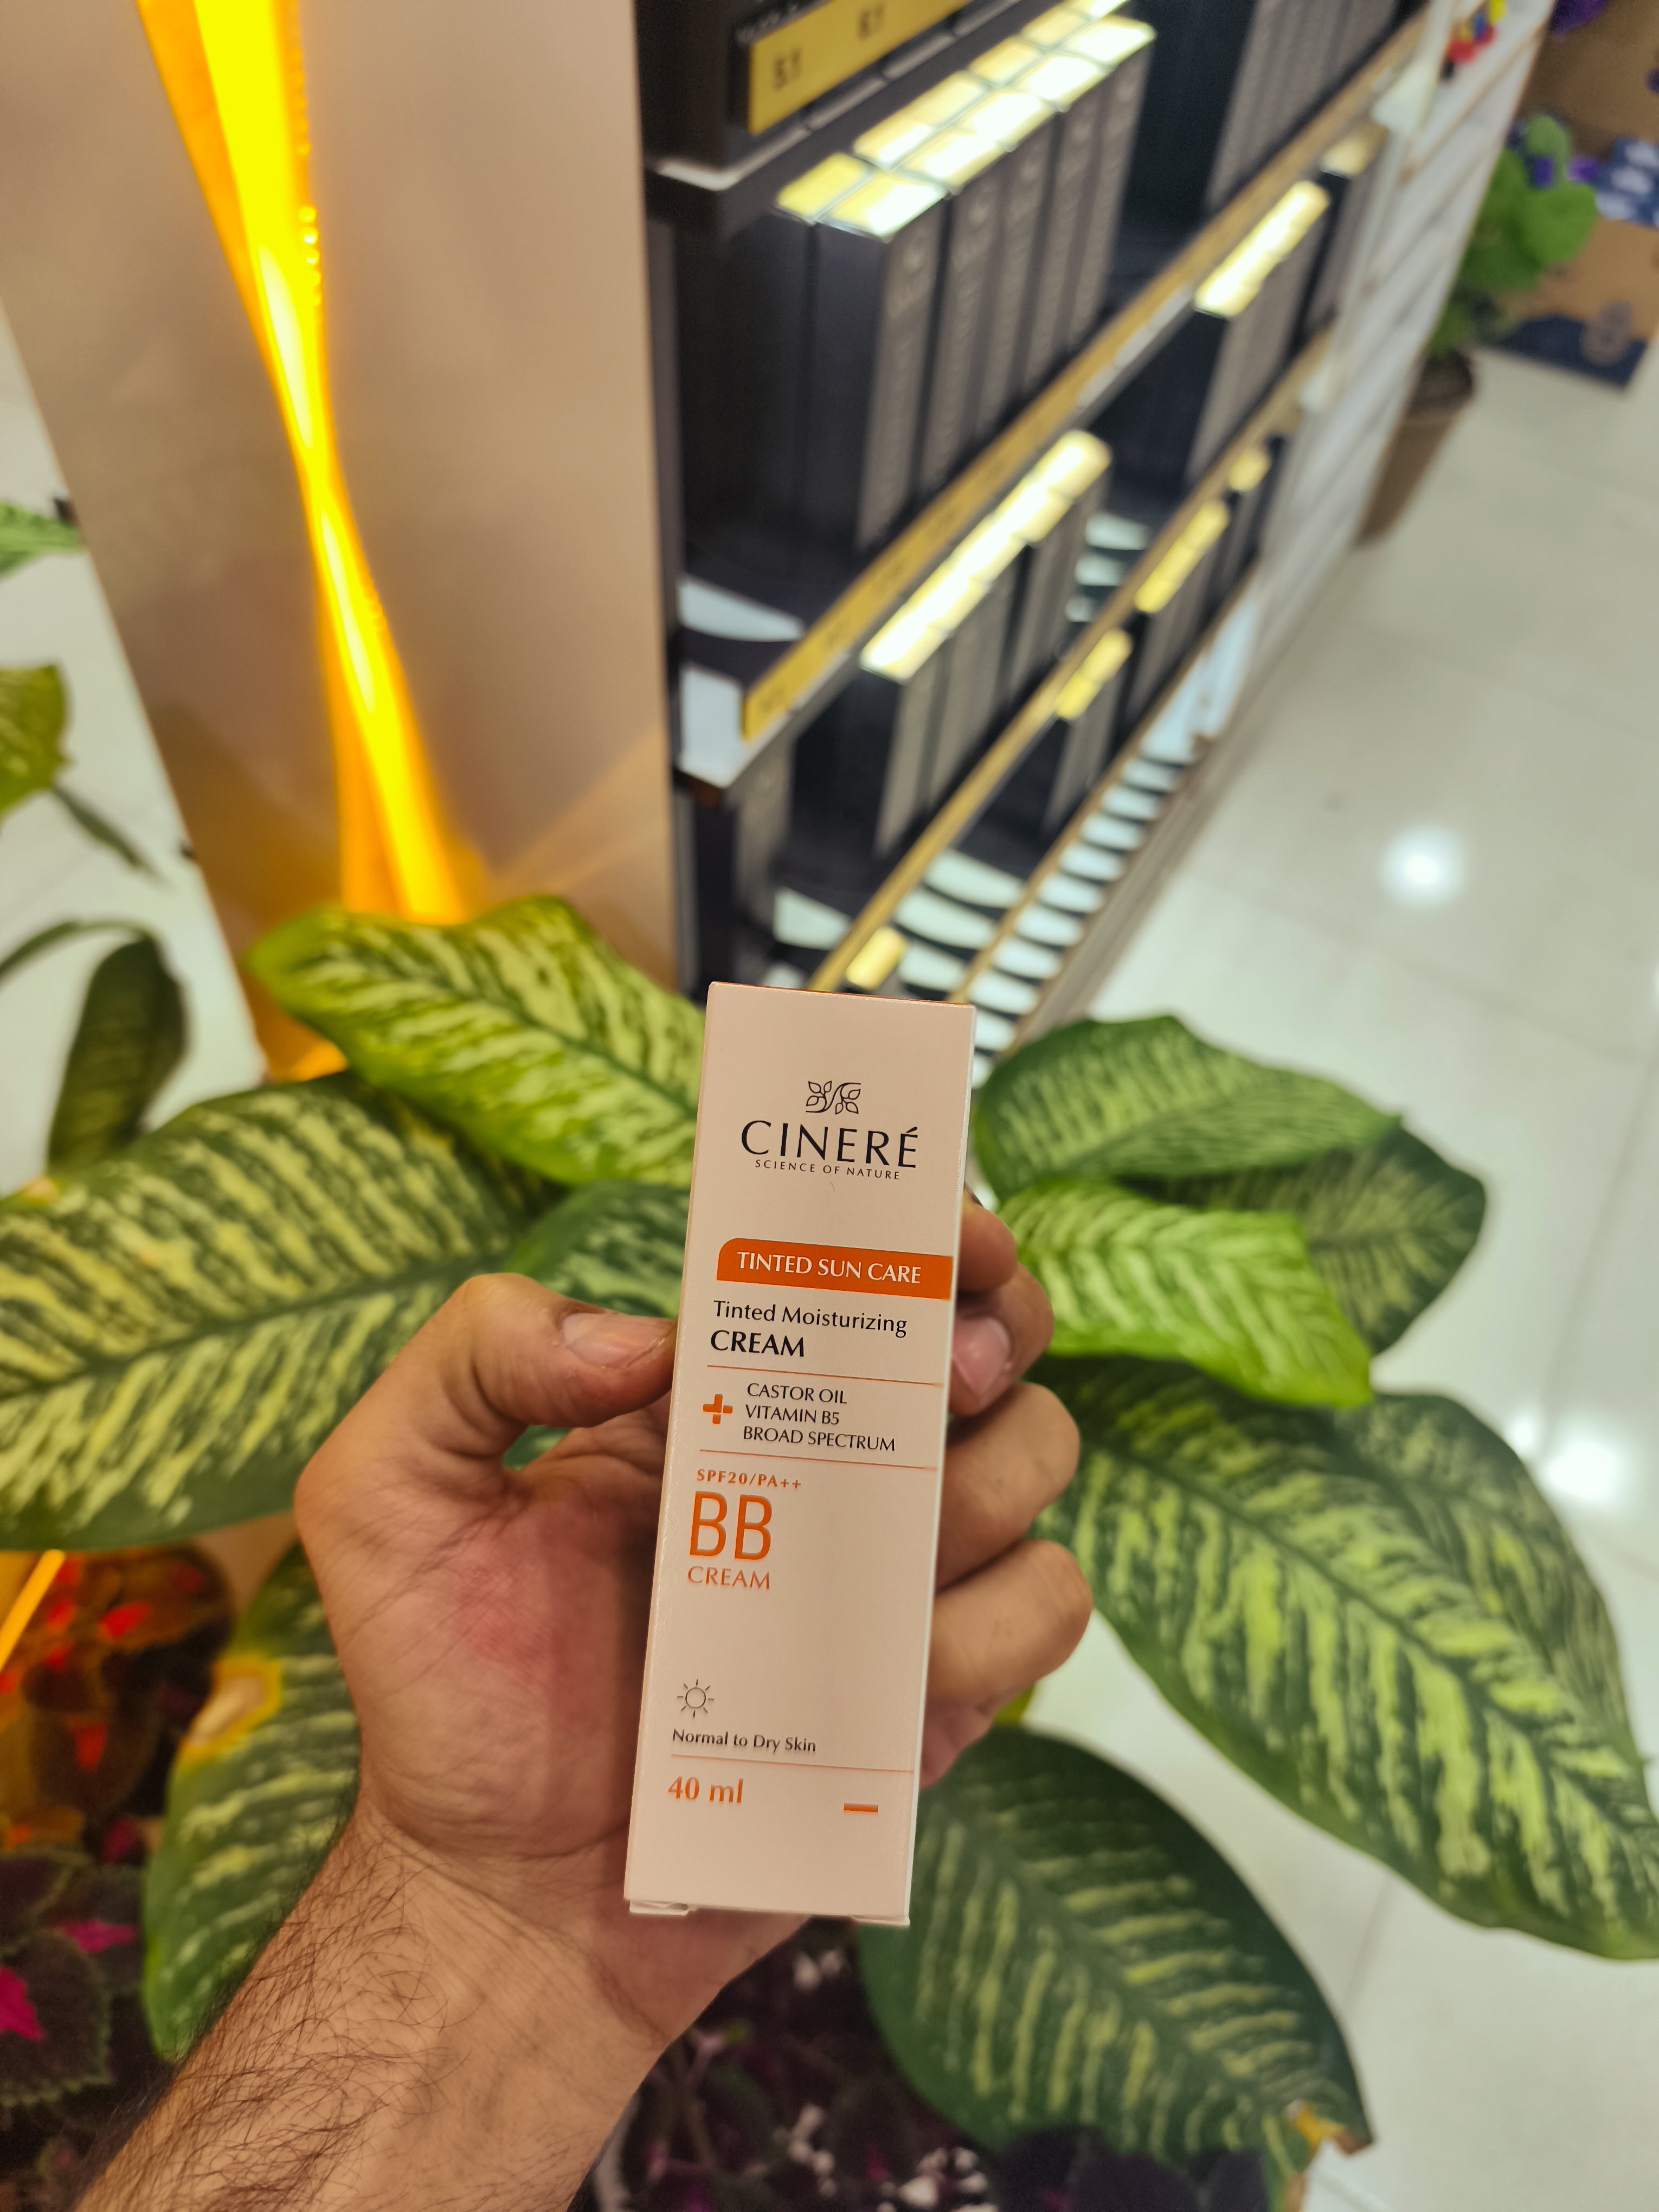 CINERÉ
SCIENCE OF NATURE
TINTED SUN CARE
Tinted Moisturizing
CREAM
CASTOR OIL
VITAMIN B5
BROAD SPECTRUM
SPF20/PA++
BB
CREAM
Normal to Dry Skin
40 ml